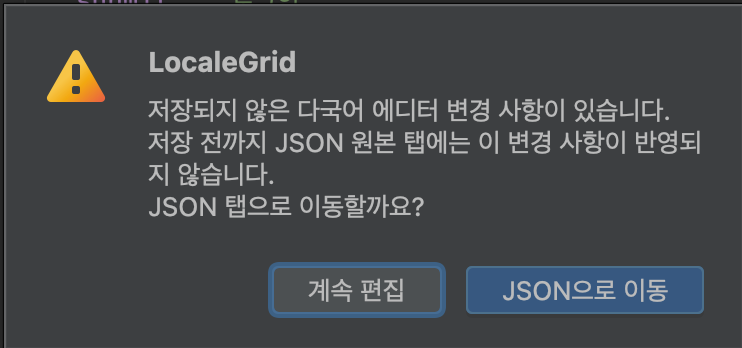 LocaleGrid
저장되지 않은 다국어 에디터 변경 사항이 있습니다.
저장 전까지 JSON 원본 탭에는 이 변경 사항이 반영되
지 않습니다.
JSON 탭으로 이동할까요?
계속 편집
JSON으로 이동